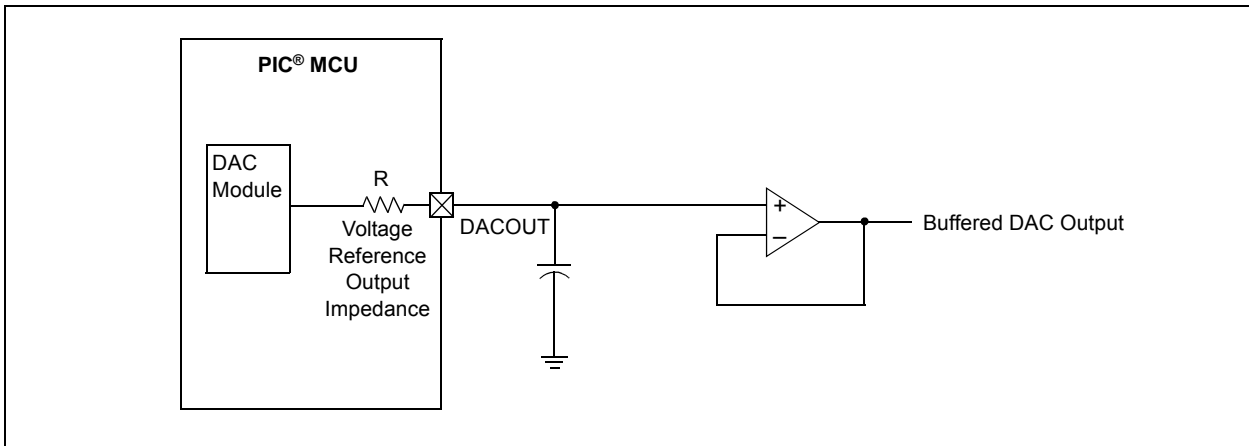 PIC® MCU
DAC
Module
R
Voltage
Reference
Output
Impedance
DACOUT
+
–
Buffered DAC Output